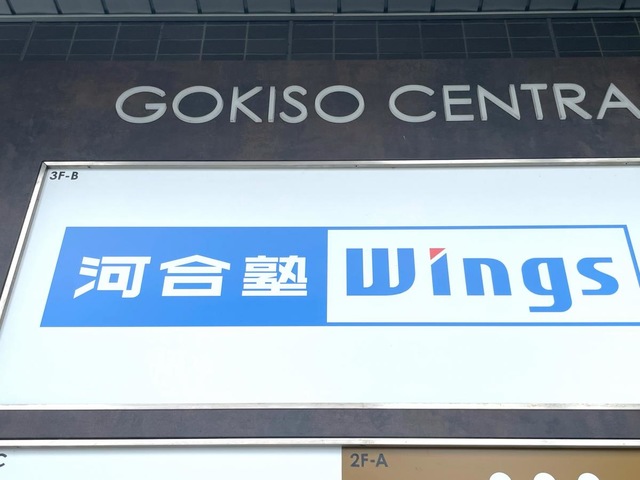 GOKISO CENTRA
3F-B
河合塾 Wings
C
2F-A